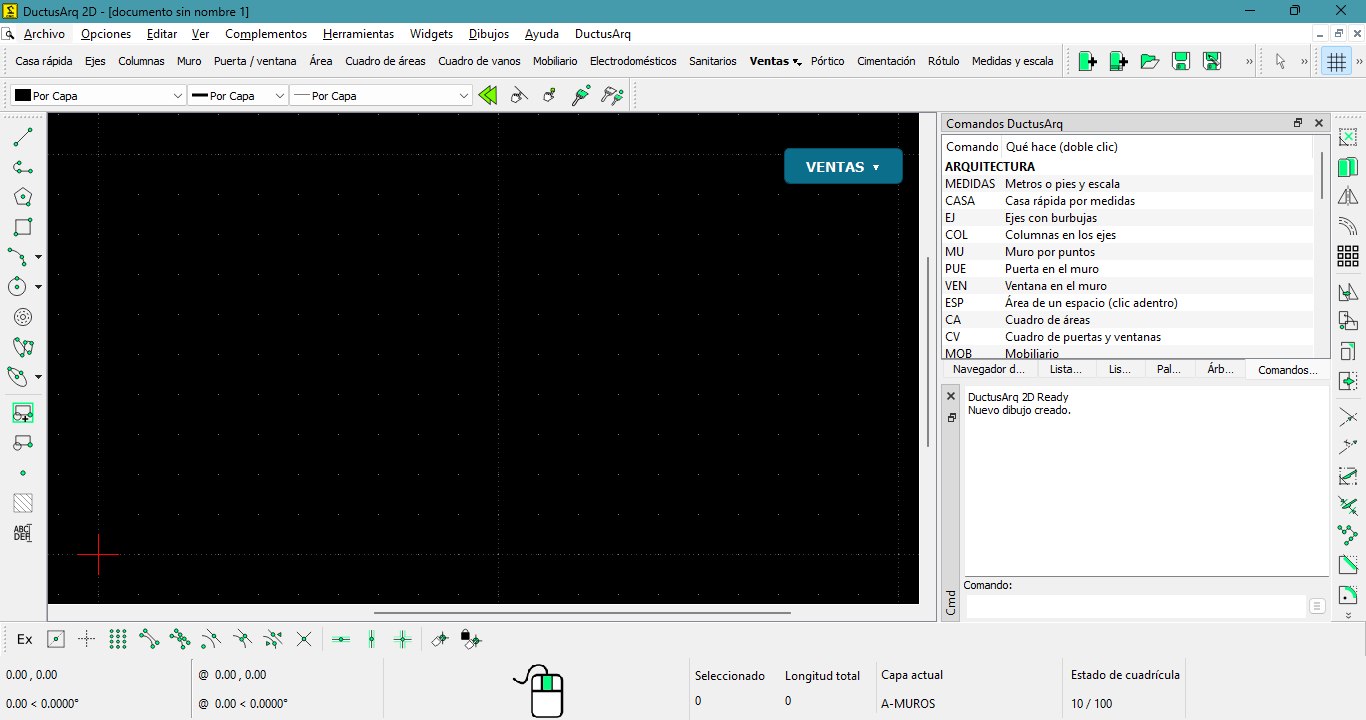 DuctusArq 2D - [documento sin nombre 1]
Archivo Opciones Editar Ver Complementos Herramientas Widgets Dibujos Ayuda DuctusArq
Casa rápida Ejes Columnas Muro Puerta / ventana Área Cuadro de áreas Cuadro de vanos Mobiliario Electrodomésticos Sanitarios Ventas Pórtico Cimentación Rótulo Medidas y escala
Por Capa Por Capa Por Capa
VENTAS
Comandos DuctusArq
Comando Qué hace (doble clic)
ARQUITECTURA
MEDIDAS Metros o pies y escala
CASA Casa rápida por medidas
EJ Ejes con burbujas
COL Columnas en los ejes
MU Muro por puntos
PUE Puerta en el muro
VEN Ventana en el muro
ESP Área de un espacio (clic adentro)
CA Cuadro de áreas
CV Cuadro de puertas y ventanas
MOB Mobiliario
Navegador d... Lista... Lis... Pal... Árb... Comandos...
DuctusArq 2D Ready
Nuevo dibujo creado.
Comando:
Cmd
ABC
DEF
Ex
0.00 , 0.00 @ 0.00 , 0.00 Seleccionado Longitud total Capa actual Estado de cuadrícula
0.00 < 0.0000° @ 0.00 < 0.0000° 0 0 A-MUROS 10 / 100